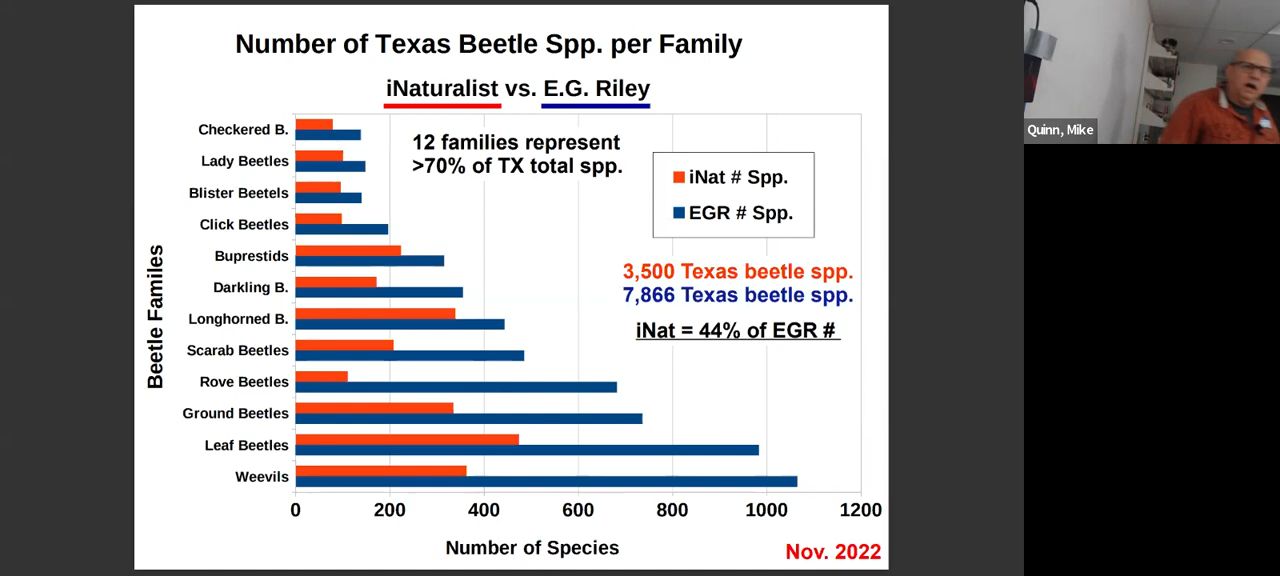 Number of Texas Beetle Spp. per Family
iNaturalist vs. E.G. Riley
12 families represent
>70% of TX total spp.
iNat # Spp.
EGR # Spp.
3,500 Texas beetle spp.
7,866 Texas beetle spp.
iNat = 44% of EGR #
Beetle Familes
Checkered B.
Lady Beetles
Blister Beetels
Click Beetles
Buprestids
Darkling B.
Longhorned B.
Scarab Beetles
Rove Beetles
Ground Beetles
Leaf Beetles
Weevils
0 200 400 600 800 1000 1200
Number of Species
Nov. 2022
Quinn, Mike